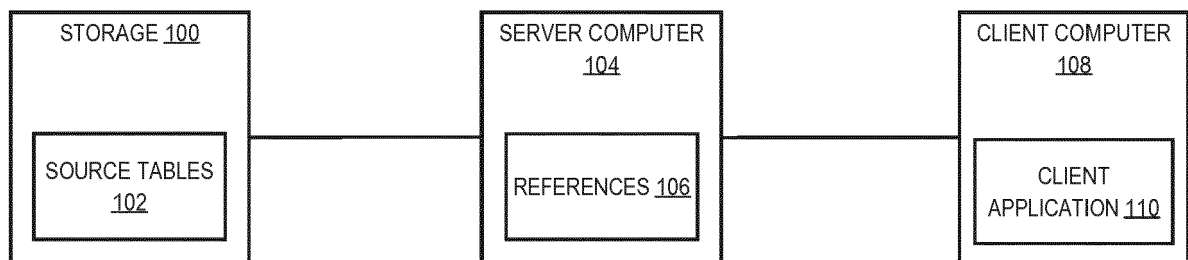 STORAGE 100
SOURCE TABLES
102
SERVER COMPUTER
104
REFERENCES 106
CLIENT COMPUTER
108
CLIENT
APPLICATION 110